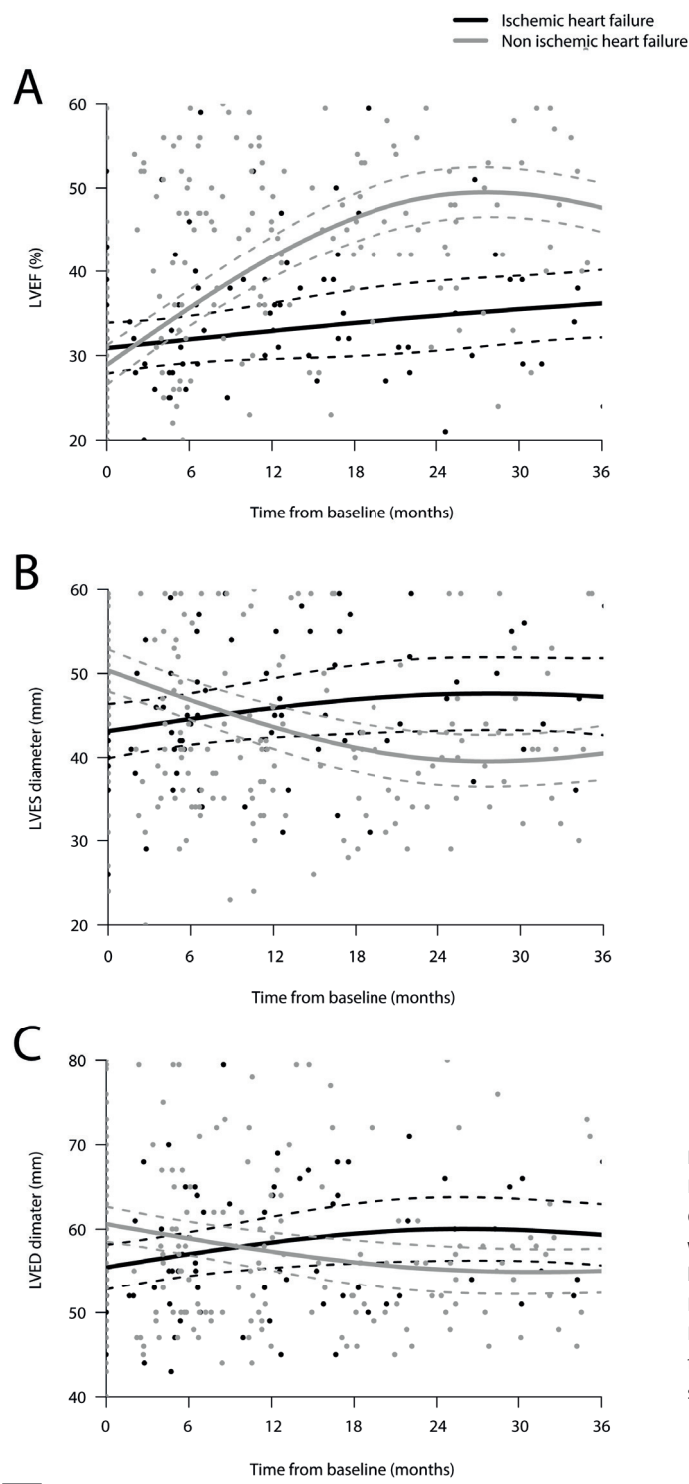 Ischemic heart failure
Non ischemic heart failure
A
60
50
40
30
20
LVEF (%)
0 6 12 18 24 30 36
Time from baseline (months)
B
60
50
40
30
20
LVES diameter (mm)
0 6 12 18 24 30 36
Time from baseline (months)
C
80
70
60
50
40
LVED dimater (mm)
0 6 12 18 24 30 36
Time from baseline (months)